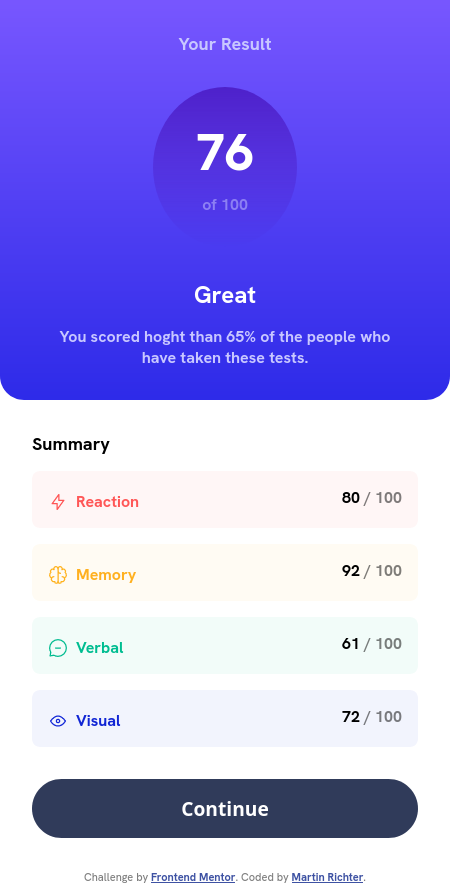 Your Result
76
of 100
Great
You scored hoght than 65% of the people who
have taken these tests.
Summary
Reaction 80 / 100
Memory 92 / 100
Verbal 61 / 100
Visual 72 / 100
Continue
Challenge by Frontend Mentor. Coded by Martin Richter.